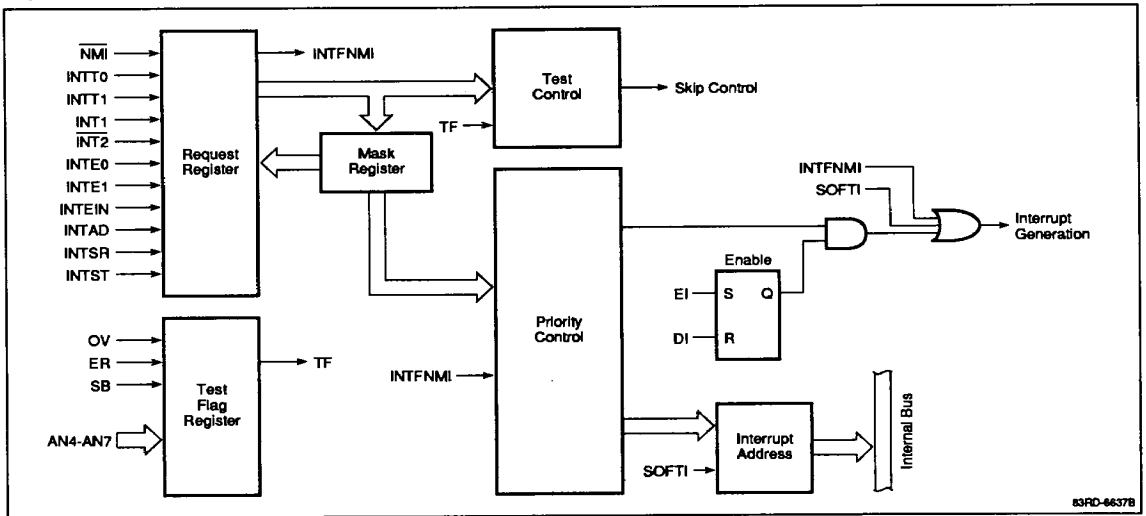 NMI
INTT0
INTT1
INT1
INT2
INTE0
INTE1
INTEIN
INTAD
INTSR
INTST
Request
Register
INTFNMI
Mask
Register
TF
Test
Control
Skip Control
OV
ER
SB
AN4-AN7
Test
Flag
Register
TF
INTFNMI
Priority
Control
INTFNMI
SOFTI
Interrupt
Generation
Enable
EI
S
Q
DI
R
SOFTI
Interrupt
Address
Internal Bus
83RD-6637B